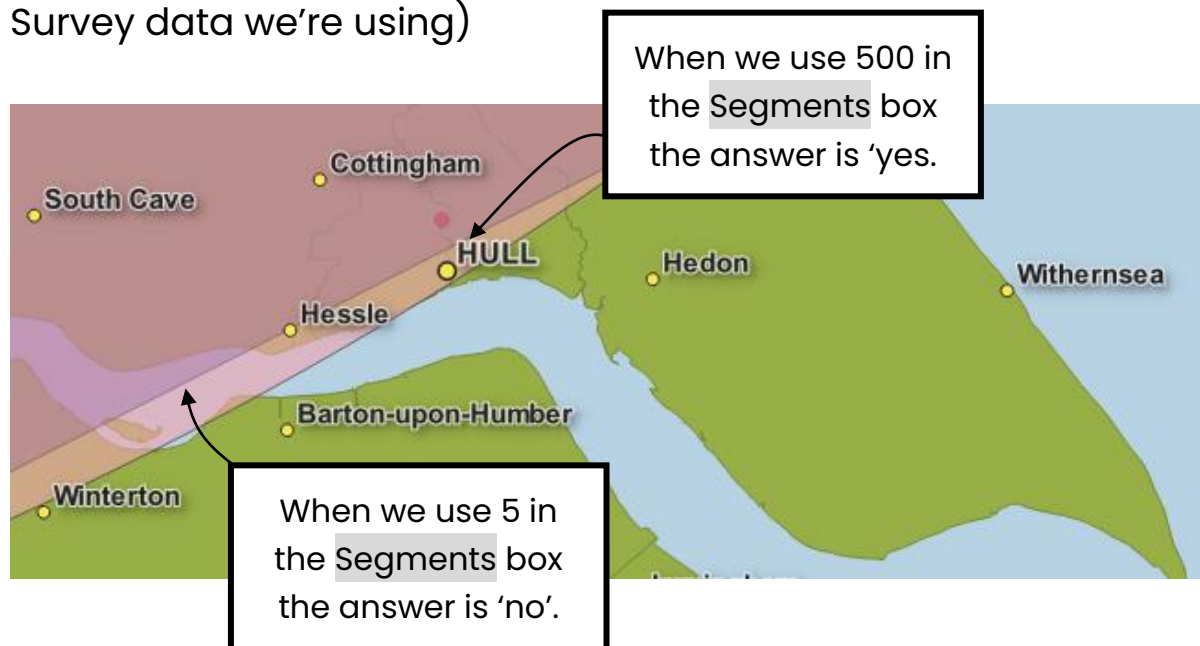 Survey data we’re using)
When we use 500 in
the Segments box
the answer is ‘yes.
Cottingham
South Cave
HULL
Hedon
Withernsea
Hessle
Barton-upon-Humber
Winterton
When we use 5 in
the Segments box
the answer is ‘no’.